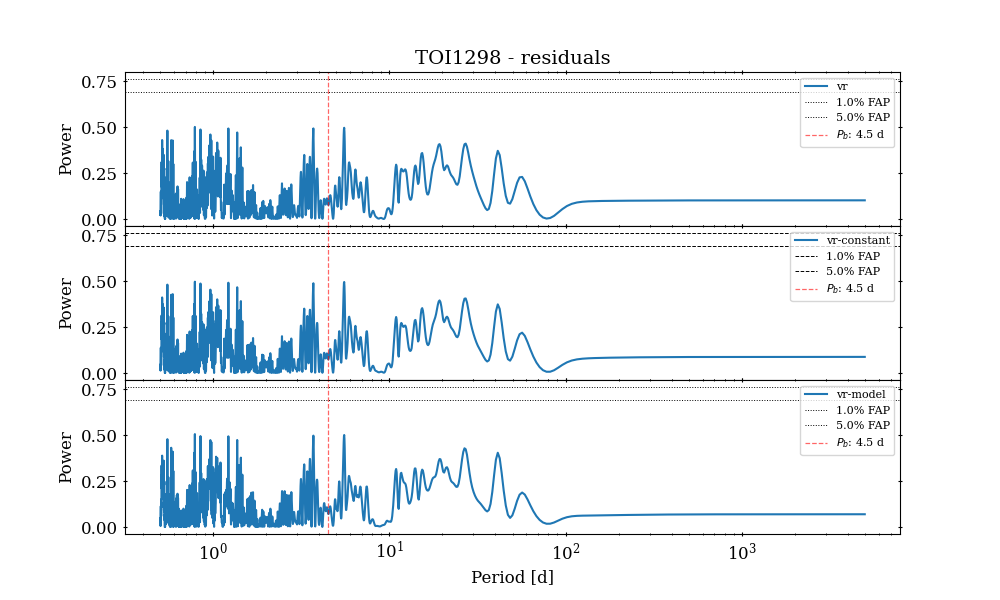 TOI1298 - residuals
0.75
0.50
0.25
0.00
Power
vr
1.0% FAP
5.0% FAP
P_b: 4.5 d
0.75
0.50
0.25
0.00
Power
vr-constant
1.0% FAP
5.0% FAP
P_b: 4.5 d
0.75
0.50
0.25
0.00
Power
vr-model
1.0% FAP
5.0% FAP
P_b: 4.5 d
10^0 10^1 10^2 10^3
Period [d]